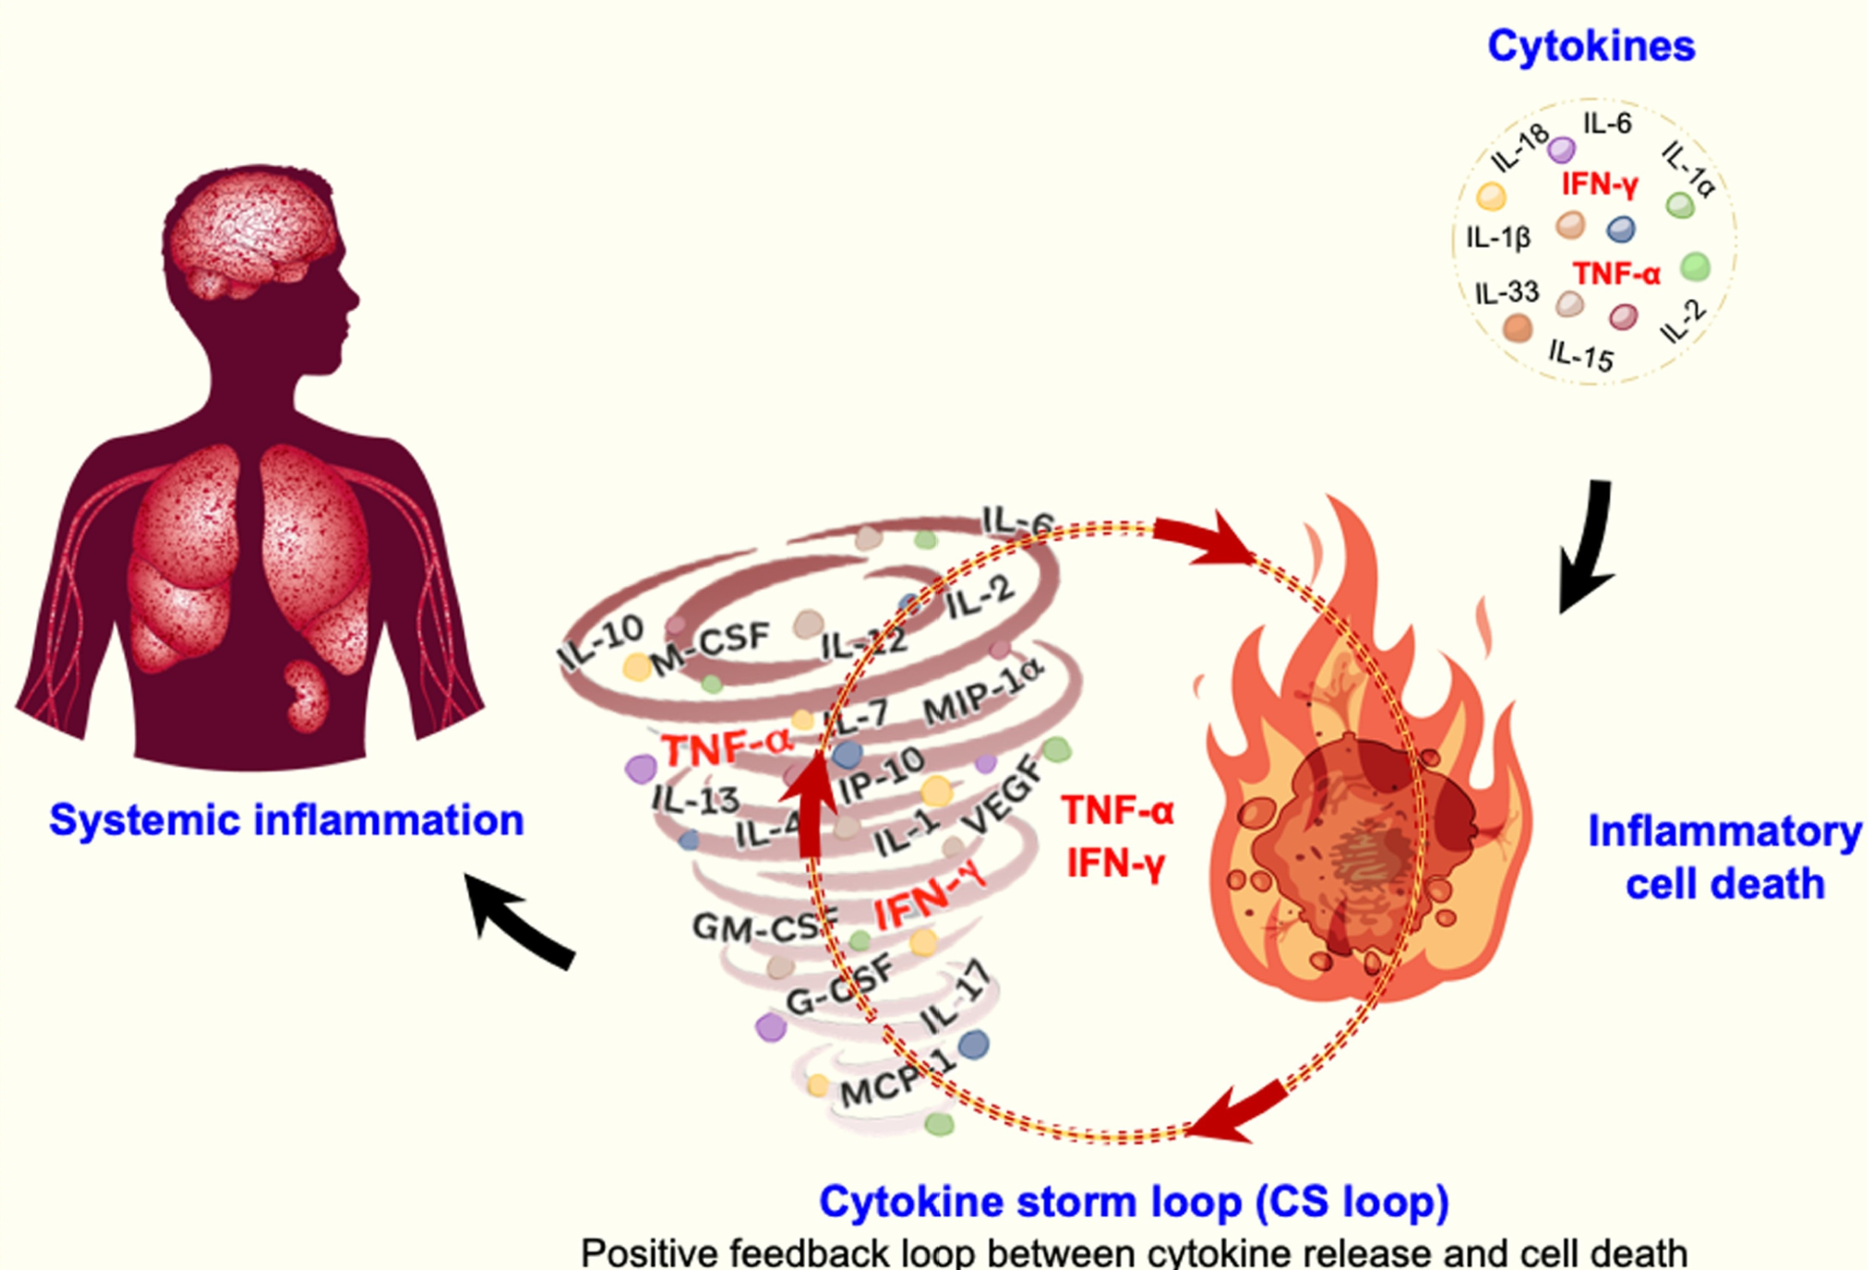 Cytokines
IL-18
IL-6
IL-1α
IFN-γ
IL-1β
TNF-α
IL-33
IL-2
IL-15
Systemic inflammation
IL-6
IL-2
IL-10
M-CSF
IL-12
MIP-1α
IL-7
TNF-α
IP-10
IL-13
VEGF
IL-4
IL-1
IFN-γ
GM-CSF
G-CSF
IL-17
MCP-1
TNF-α
IFN-γ
Inflammatory
cell death
Cytokine storm loop (CS loop)
Positive feedback loop between cytokine release and cell death